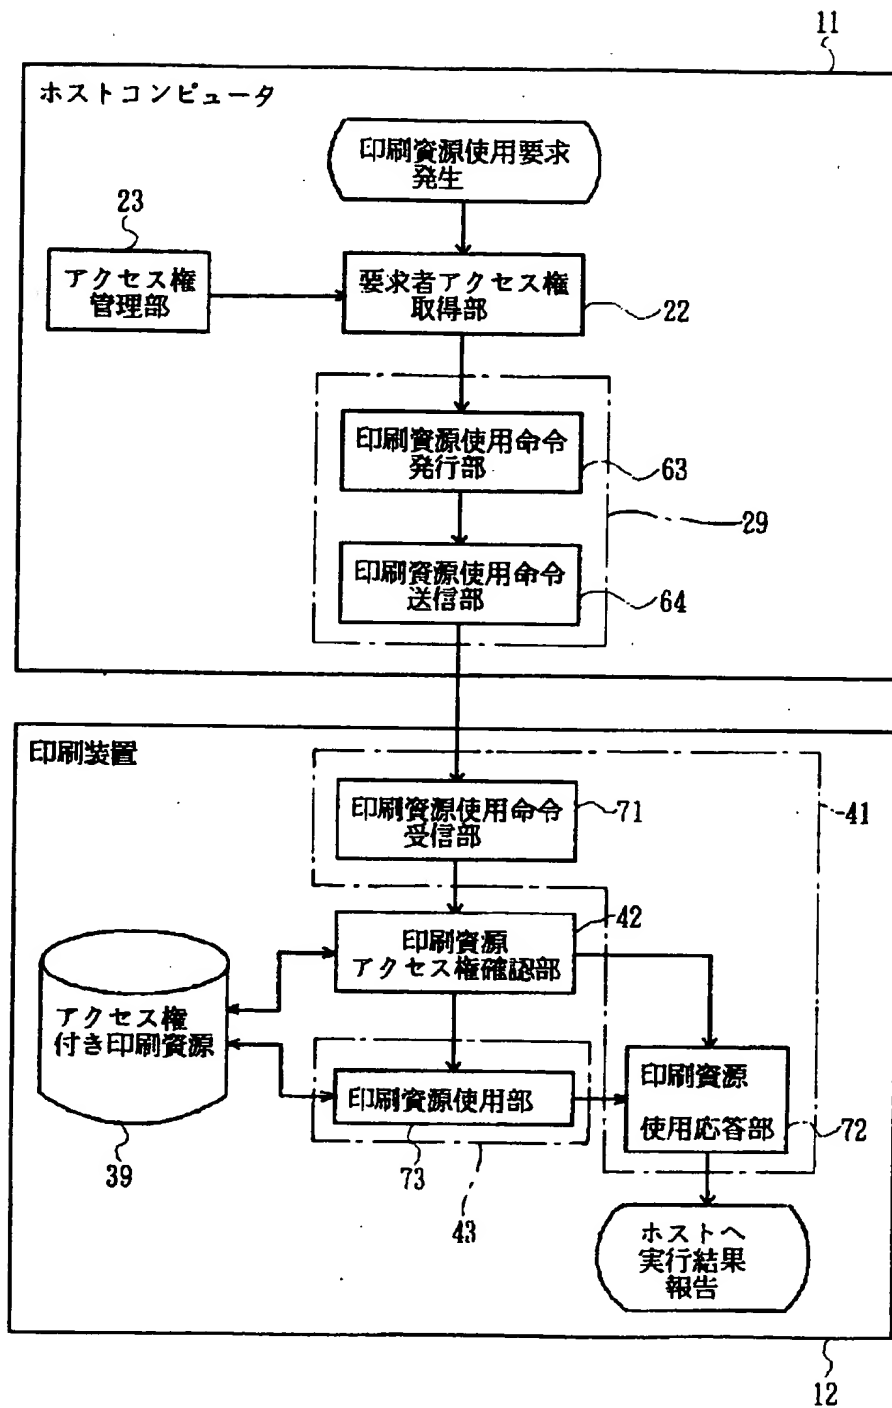 11
ホストコンピュータ
印刷資源使用要求
発生
23
アクセス権
管理部
要求者アクセス権
取得部
22
印刷資源使用命令
発行部
63
29
印刷資源使用命令
送信部
64
印刷装置
印刷資源使用命令
受信部
71
41
42
印刷資源
アクセス権確認部
アクセス権
付き印刷資源
39
印刷資源使用部
73
43
印刷資源
使用応答部
72
ホストへ
実行結果
報告
12